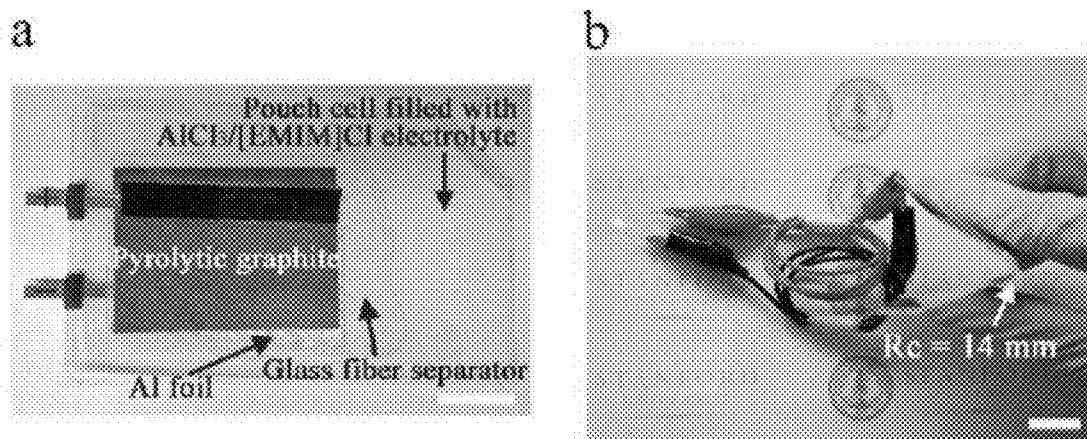 a
b
Pouch cell filled with
AlCl₃/[EMIM]Cl electrolyte
Pyrolytic graphite
Glass fiber separator
Al foil
Rc = 14 mm